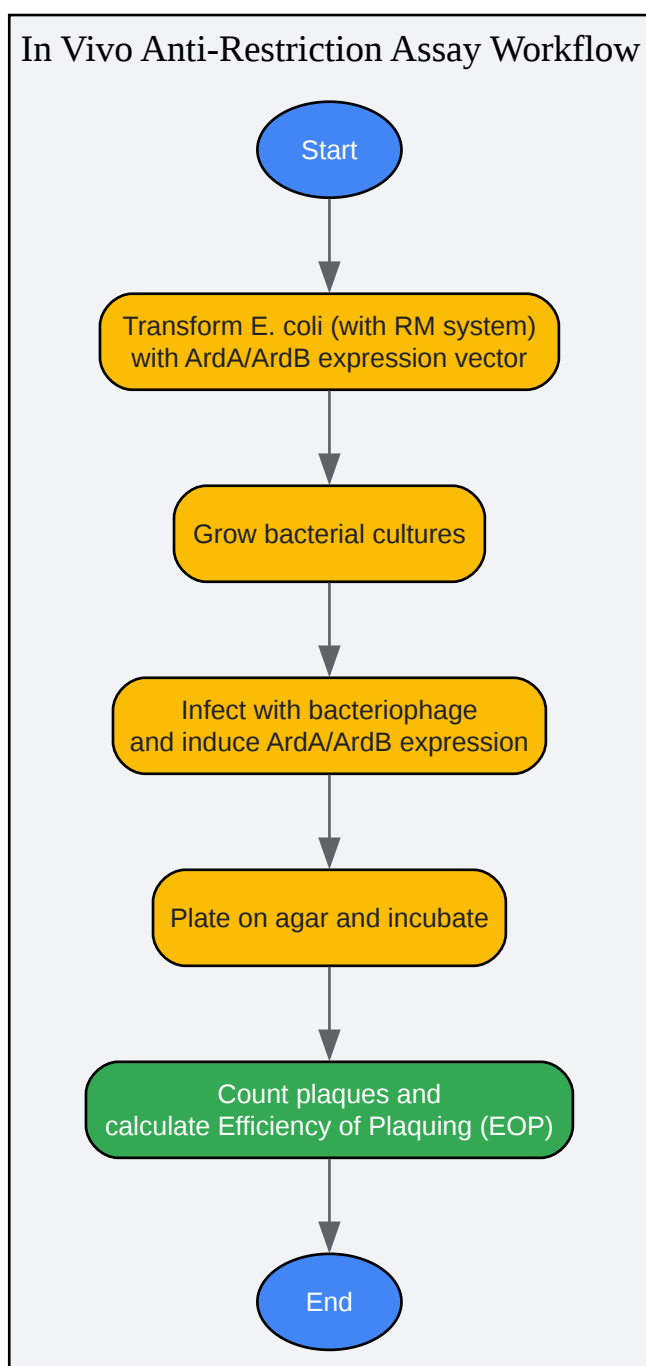 In Vivo Anti-Restriction Assay Workflow
Start
Transform E. coli (with RM system)
with ArdA/ArdB expression vector
Grow bacterial cultures
Infect with bacteriophage
and induce ArdA/ArdB expression
Plate on agar and incubate
Count plaques and
calculate Efficiency of Plaquing (EOP)
End